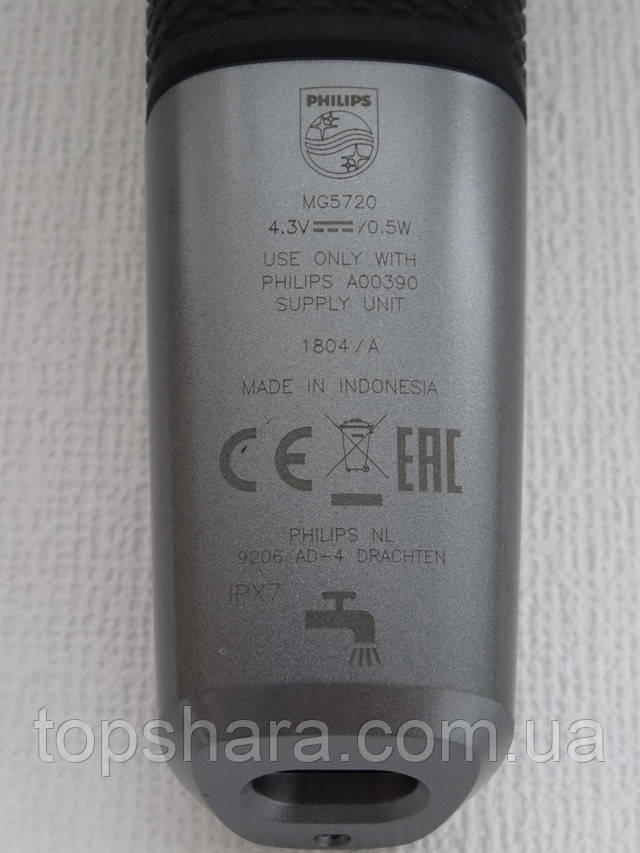 PHILIPS
MG5720
4.3V⎓/0.5W
USE ONLY WITH
PHILIPS A00390
SUPPLY UNIT
1804/A
MADE IN INDONESIA
CE EAC
PHILIPS NL
9206 AD-4 DRACHTEN
IPX7
topshara.com.ua